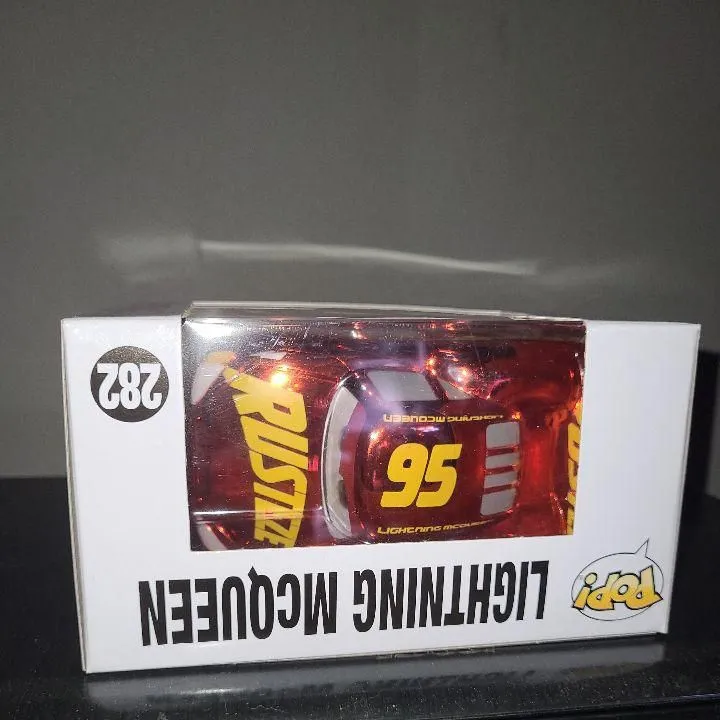 282
RUSTEZE
LIGHTNING MCQUEEN
95
LIGHTNING MCQUEEN
LIGHTNING McQUEEN
POP!